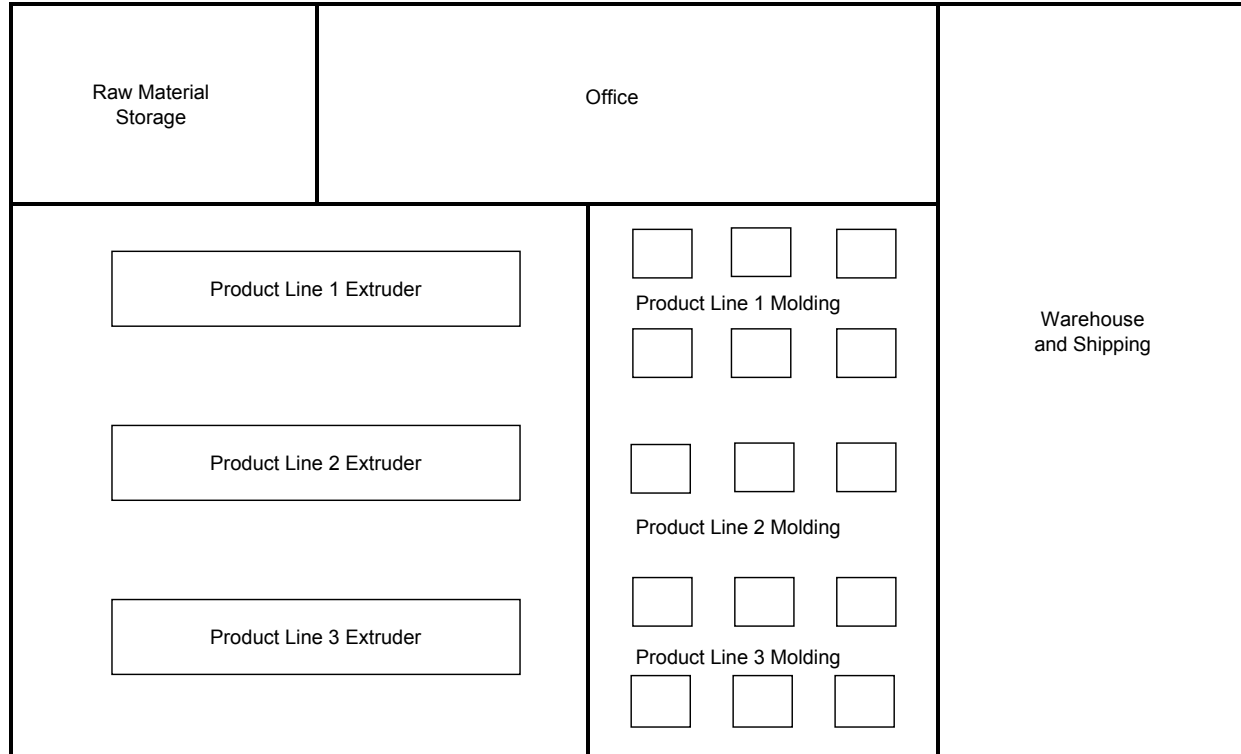 Raw Material
Storage
Office
Warehouse
and Shipping
Product Line 1 Extruder
Product Line 2 Extruder
Product Line 3 Extruder
Product Line 1 Molding
Product Line 2 Molding
Product Line 3 Molding